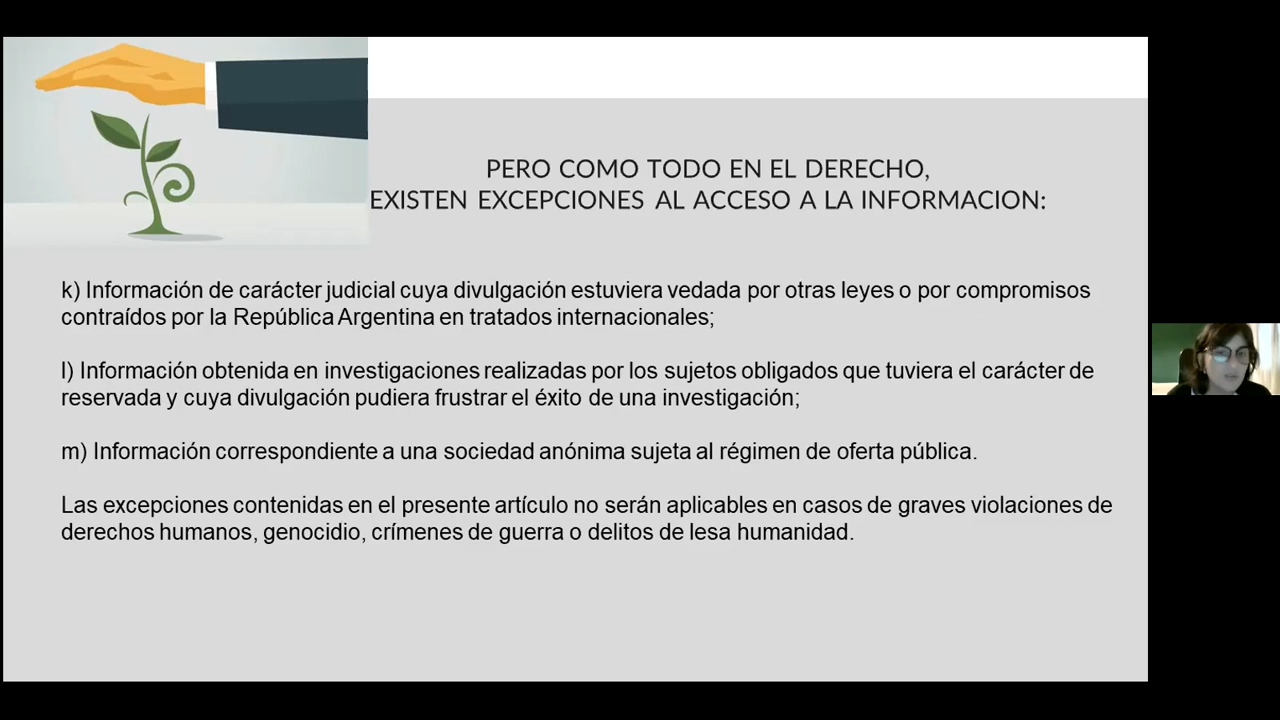 PERO COMO TODO EN EL DERECHO,
EXISTEN EXCEPCIONES AL ACCESO A LA INFORMACION:
k) Información de carácter judicial cuya divulgación estuviera vedada por otras leyes o por compromisos
contraídos por la República Argentina en tratados internacionales;
l) Información obtenida en investigaciones realizadas por los sujetos obligados que tuviera el carácter de
reservada y cuya divulgación pudiera frustrar el éxito de una investigación;
m) Información correspondiente a una sociedad anónima sujeta al régimen de oferta pública.
Las excepciones contenidas en el presente artículo no serán aplicables en casos de graves violaciones de
derechos humanos, genocidio, crímenes de guerra o delitos de lesa humanidad.